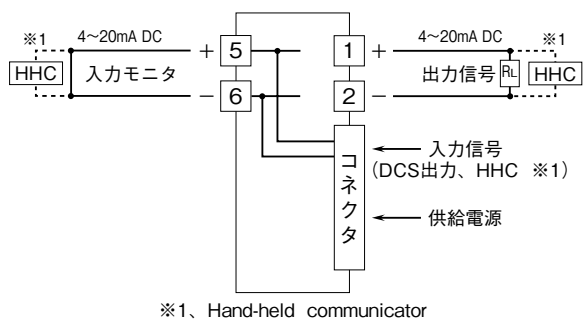 ※1 4〜20mA DC + 5 1 + 4〜20mA DC ※1
HHC 入力モニタ 出力信号 RL HHC
− 6 2 −
コネクタ
入力信号
(DCS出力、HHC ※1)
供給電源
※1、Hand-held communicator